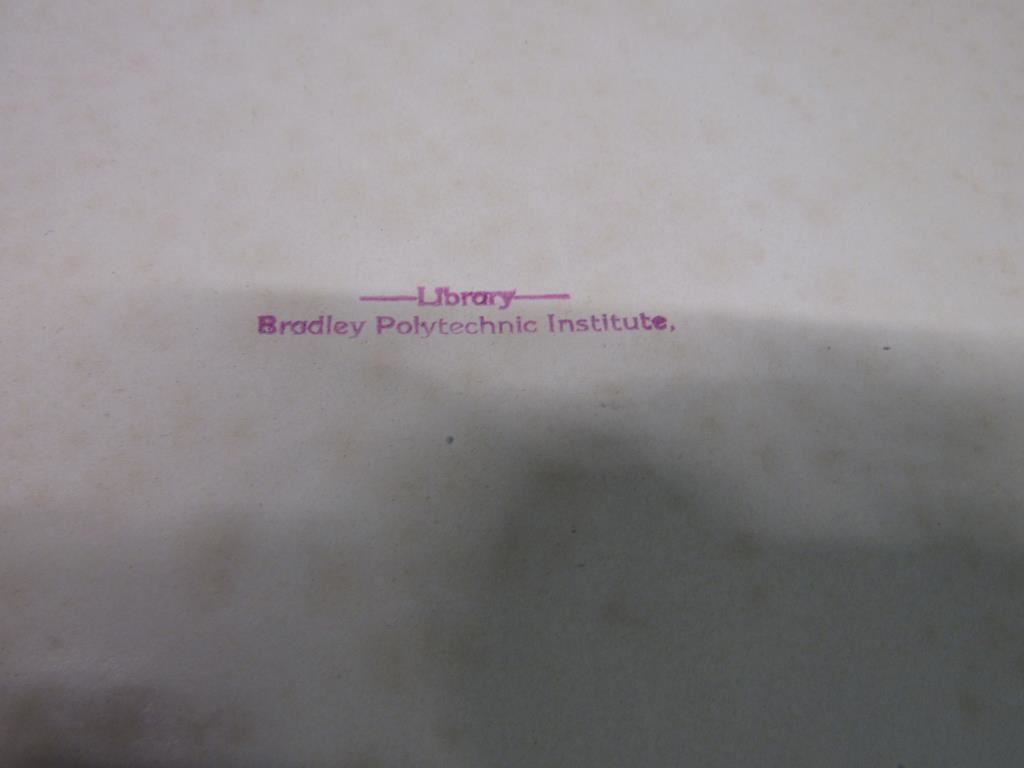 —Library—
Bradley Polytechnic Institute,